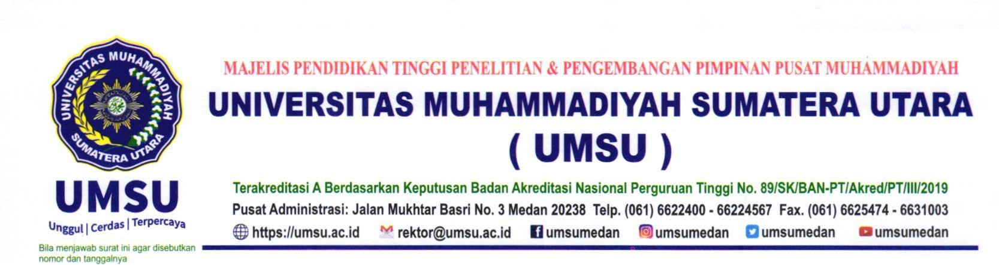 UNIVERSITAS MUHAMMADIYAH
SUMATERA UTARA
UMSU
Unggul | Cerdas | Terpercaya
Bila menjawab surat ini agar disebutkan
nomor dan tanggalnya
MAJELIS PENDIDIKAN TINGGI PENELITIAN & PENGEMBANGAN PIMPINAN PUSAT MUHAMMADIYAH
UNIVERSITAS MUHAMMADIYAH SUMATERA UTARA
( UMSU )
Terakreditasi A Berdasarkan Keputusan Badan Akreditasi Nasional Perguruan Tinggi No. 89/SK/BAN-PT/Akred/PT/III/2019
Pusat Administrasi: Jalan Mukhtar Basri No. 3 Medan 20238 Telp. (061) 6622400 - 66224567 Fax. (061) 6625474 - 6631003
https://umsu.ac.id rektor@umsu.ac.id umsumedan umsumedan umsumedan umsumedan